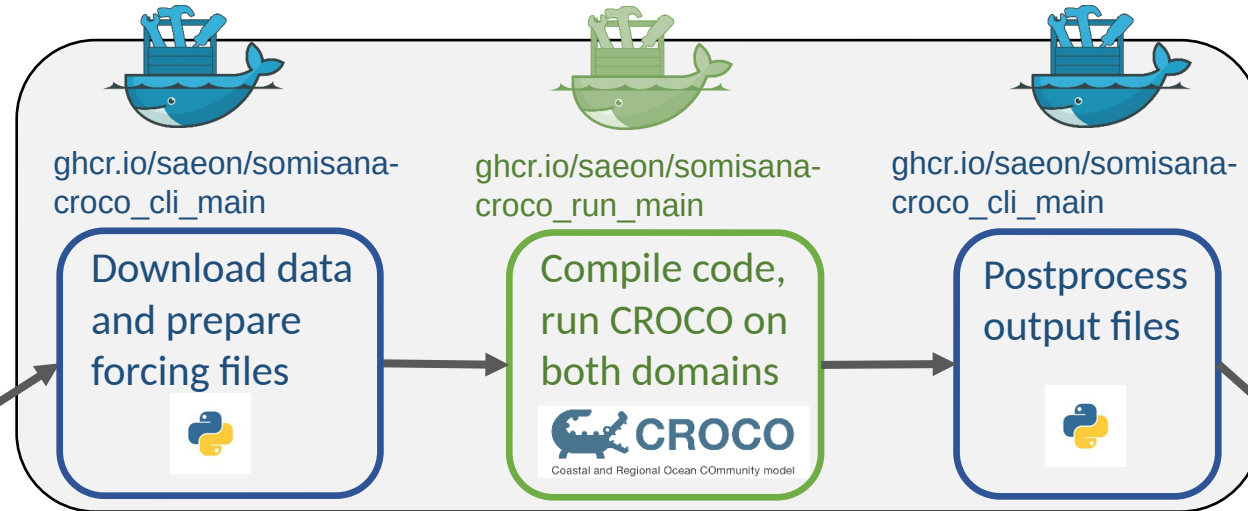 ghcr.io/saeon/somisana-
croco_cli_main
Download data
and prepare
forcing files
ghcr.io/saeon/somisana-
croco_run_main
Compile code,
run CROCO on
both domains
CROCO
Coastal and Regional Ocean COmmunity model
ghcr.io/saeon/somisana-
croco_cli_main
Postprocess
output files